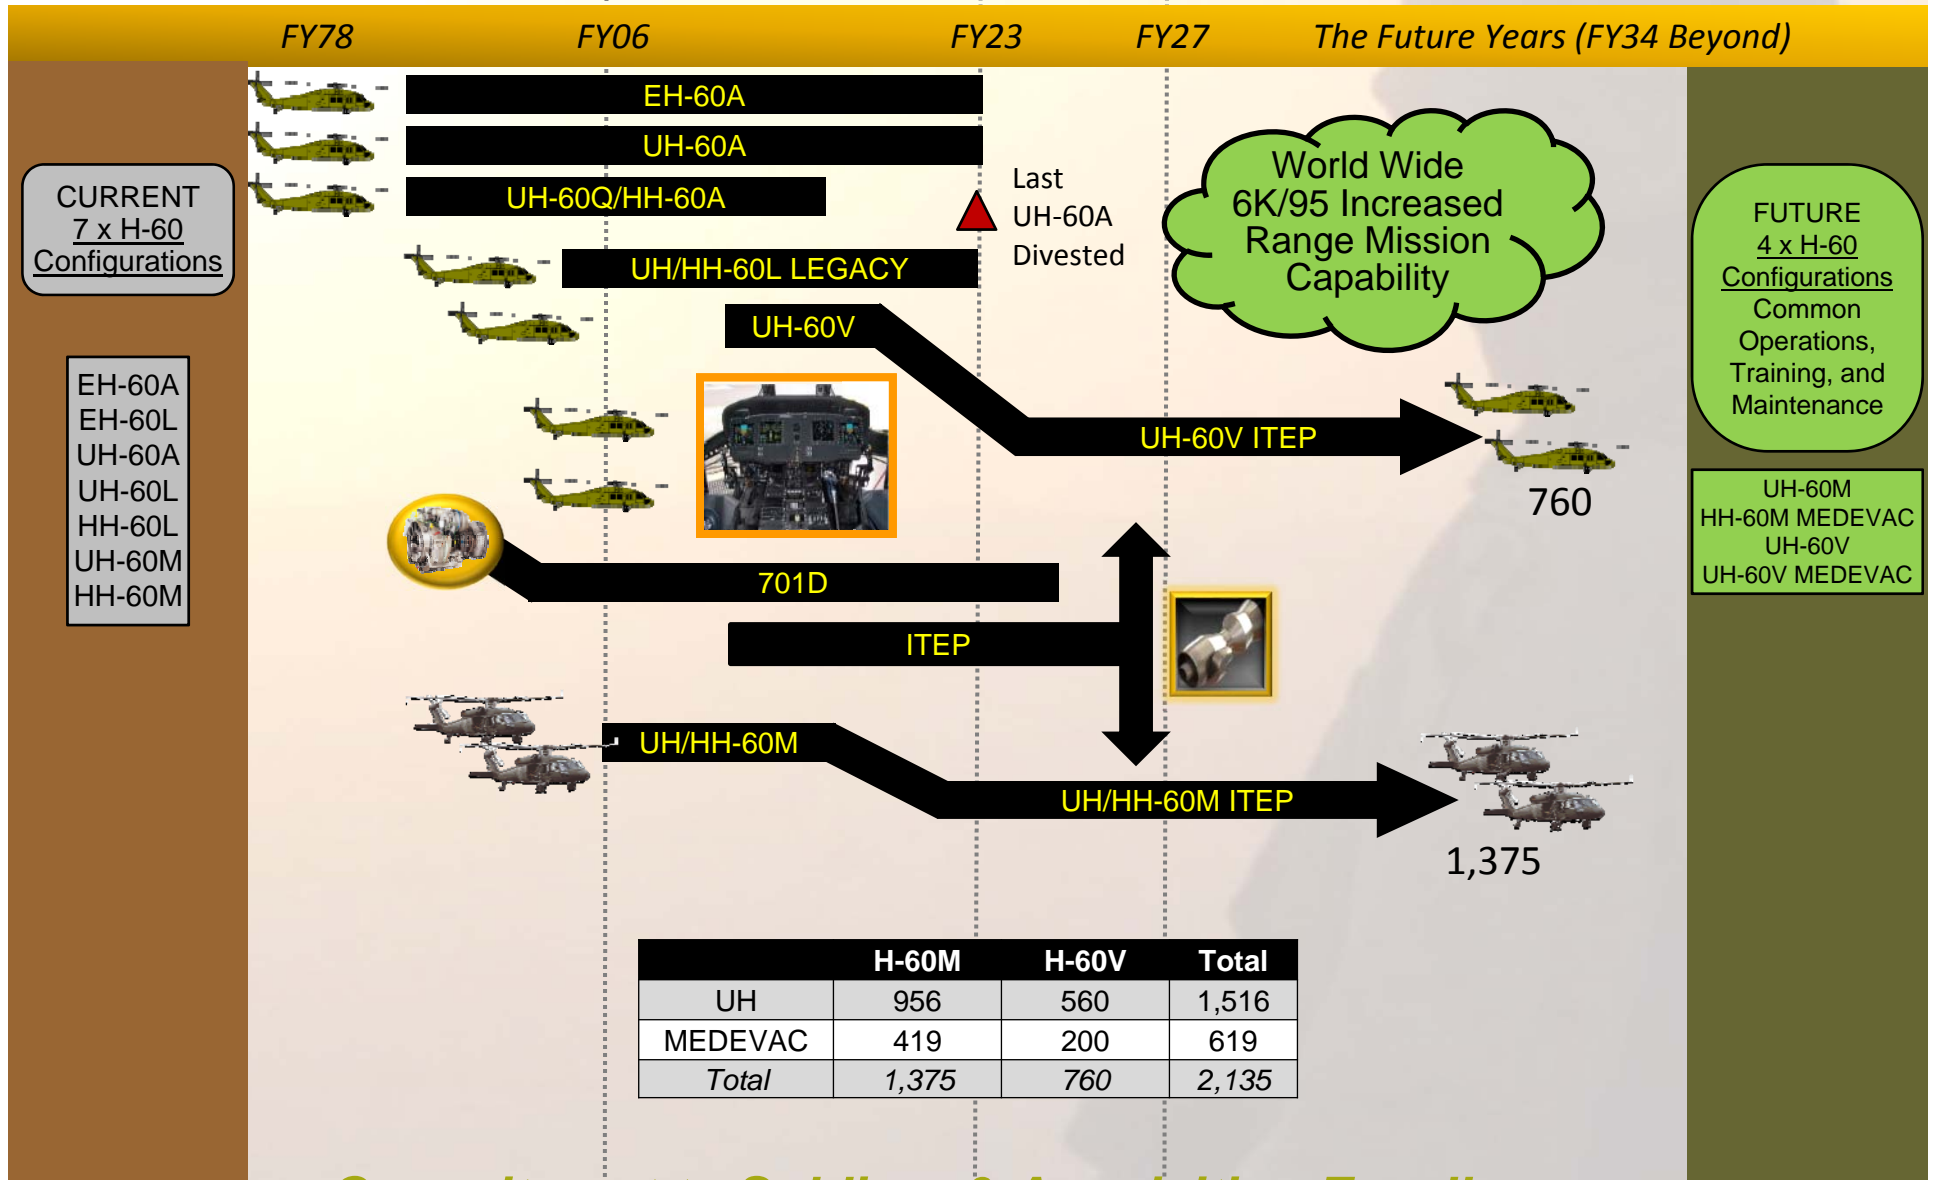 FY78 FY06 FY23 FY27 The Future Years (FY34 Beyond)
CURRENT
7 x H-60
Configurations
EH-60A
EH-60L
UH-60A
UH-60L
HH-60L
UH-60M
HH-60M
EH-60A
UH-60A
UH-60Q/HH-60A
Last
UH-60A
Divested
UH/HH-60L LEGACY
UH-60V
World Wide
6K/95 Increased
Range Mission
Capability
UH-60V ITEP
760
701D
ITEP
UH/HH-60M
UH/HH-60M ITEP
1,375
FUTURE
4 x H-60
Configurations
Common
Operations,
Training, and
Maintenance
UH-60M
HH-60M MEDEVAC
UH-60V
UH-60V MEDEVAC
H-60M H-60V Total
UH 956 560 1,516
MEDEVAC 419 200 619
Total 1,375 760 2,135